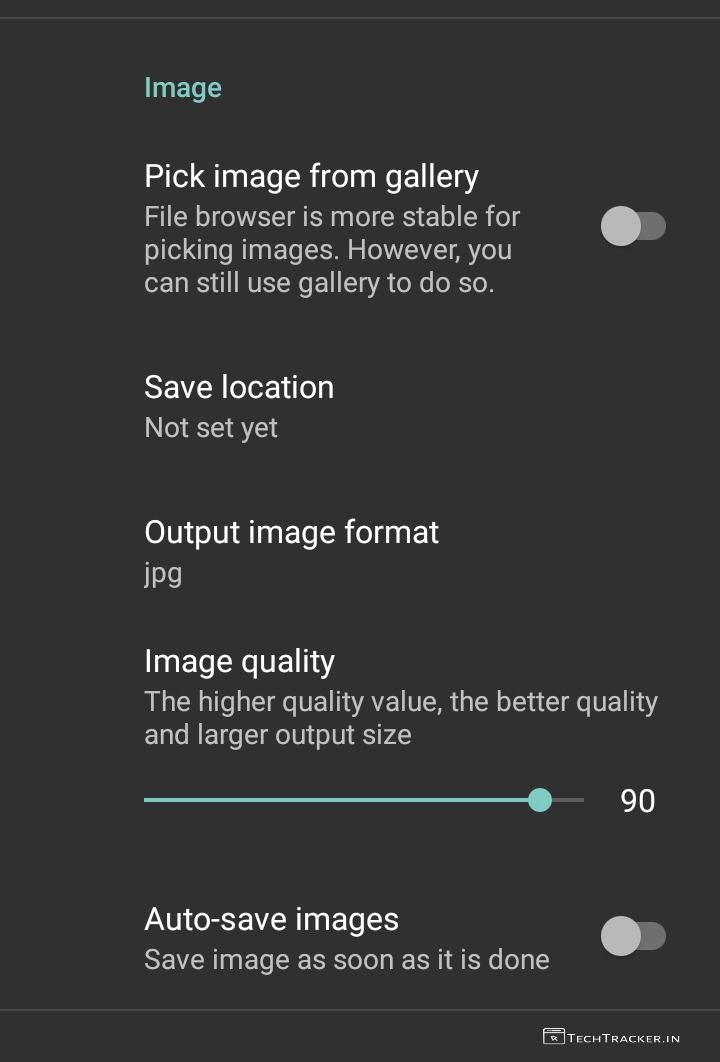 Image
Pick image from gallery
File browser is more stable for
picking images. However, you
can still use gallery to do so.
Save location
Not set yet
Output image format
jpg
Image quality
The higher quality value, the better quality
and larger output size
90
Auto-save images
Save image as soon as it is done
TECHTRACKER.IN